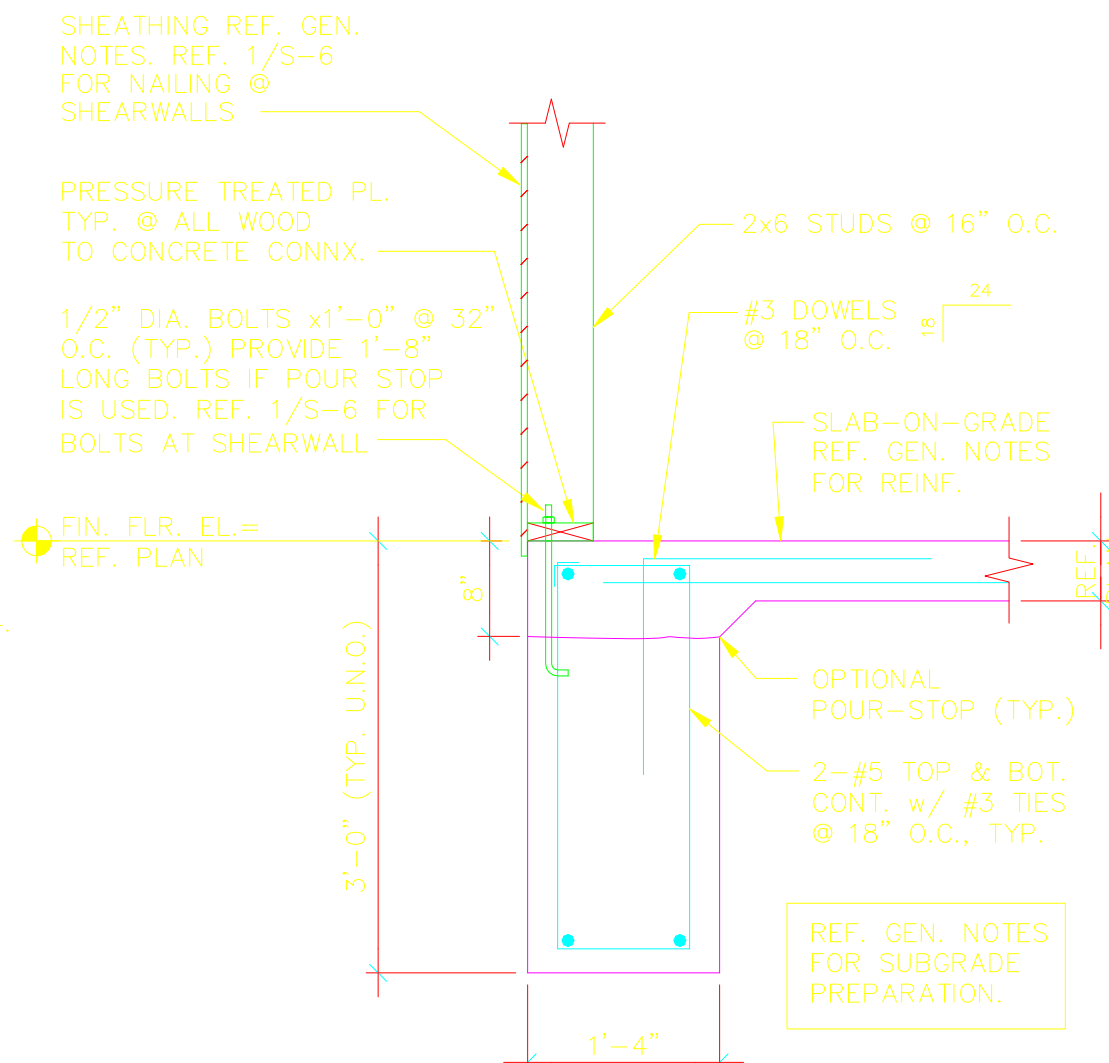 SHEATHING REF. GEN.
NOTES. REF. 1/S-6
FOR NAILING @
SHEARWALLS
PRESSURE TREATED PL.
TYP. @ ALL WOOD
TO CONCRETE CONNX.
1/2" DIA. BOLTS x1'-0" @ 32"
O.C. (TYP.) PROVIDE 1'-8"
LONG BOLTS IF POUR STOP
IS USED. REF. 1/S-6 FOR
BOLTS AT SHEARWALL
FIN. FLR. EL.=
REF. PLAN
2x6 STUDS @ 16" O.C.
#3 DOWELS
@ 18" O.C.
24
18
SLAB-ON-GRADE
REF. GEN. NOTES
FOR REINF.
REF.
8"
3'-0" (TYP. U.N.O.)
OPTIONAL
POUR-STOP (TYP.)
2-#5 TOP & BOT.
CONT. w/ #3 TIES
@ 18" O.C., TYP.
REF. GEN. NOTES
FOR SUBGRADE
PREPARATION.
1'-4"